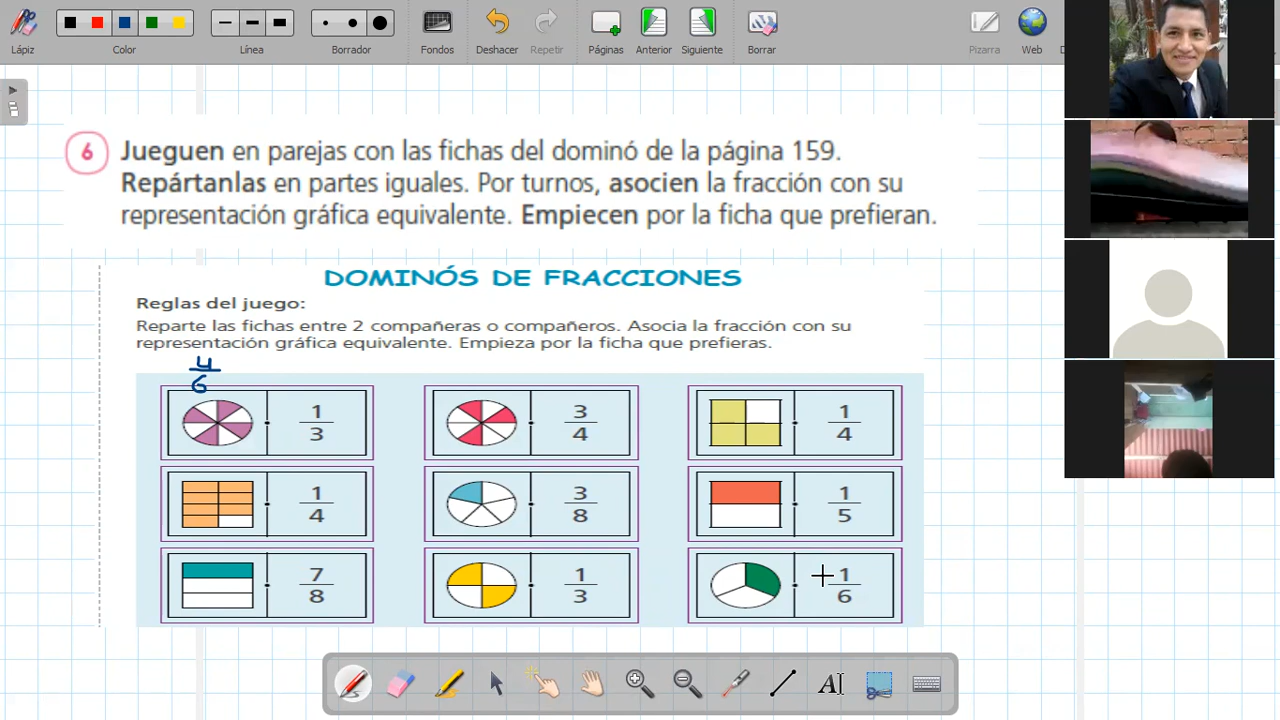 Lápiz
Color
Línea
Borrador
Fondos
Deshacer
Repetir
Páginas
Anterior
Siguiente
Borrar
Pizarra
Web
6
Jueguen en parejas con las fichas del dominó de la página 159.
Repártanlas en partes iguales. Por turnos, asocien la fracción con su
representación gráfica equivalente. Empiecen por la ficha que prefieran.
DOMINÓS DE FRACCIONES
Reglas del juego:
Reparte las fichas entre 2 compañeras o compañeros. Asocia la fracción con su
representación gráfica equivalente. Empieza por la ficha que prefieras.
4/6
1/3 3/4 1/4
1/4 3/8 1/5
7/8 1/3 1/6
AI